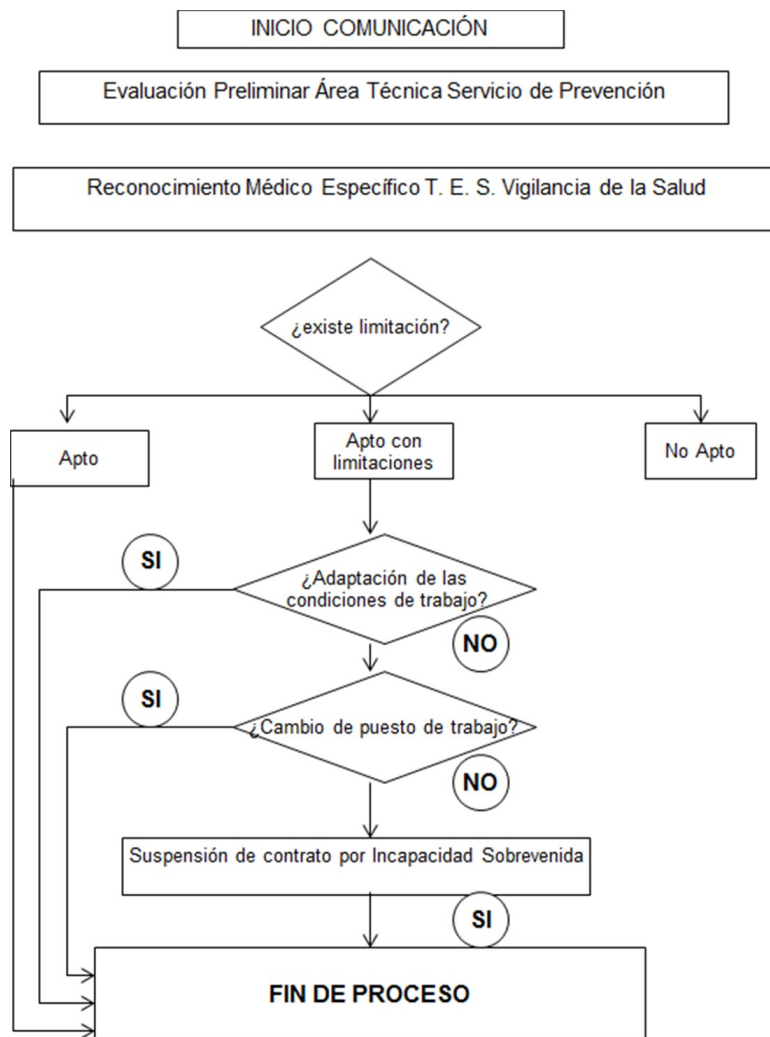 INICIO COMUNICACIÓN
Evaluación Preliminar Área Técnica Servicio de Prevención
Reconocimiento Médico Específico T. E. S. Vigilancia de la Salud
¿existe limitación?
Apto
Apto con
limitaciones
No Apto
SI
¿Adaptación de las
condiciones de trabajo?
NO
SI
¿Cambio de puesto de trabajo?
NO
Suspensión de contrato por Incapacidad Sobrevenida
SI
FIN DE PROCESO